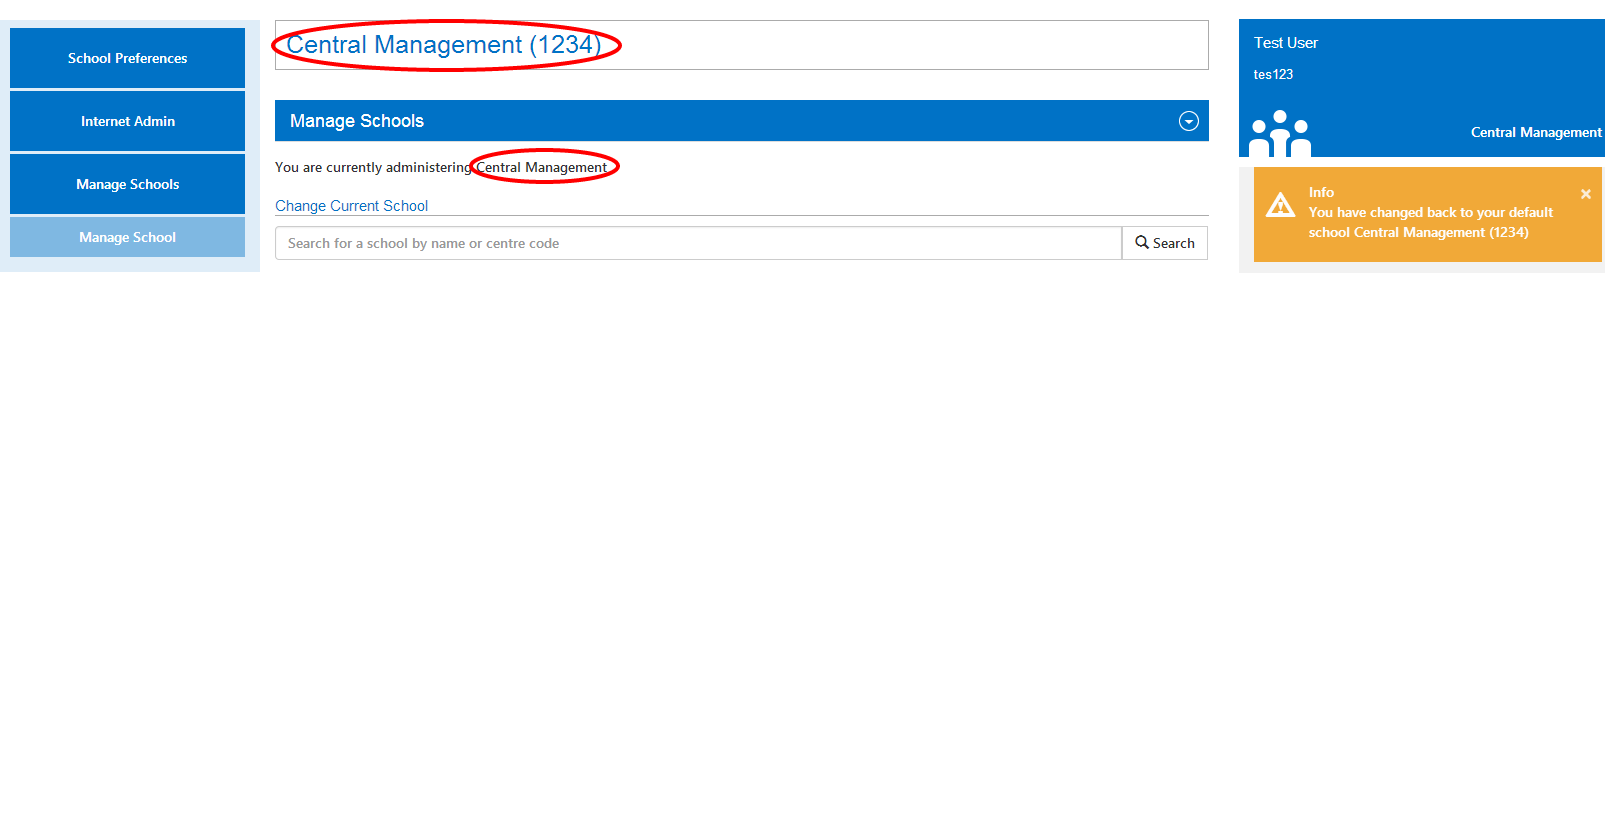 School Preferences
Internet Admin
Manage Schools
Manage School
Central Management (1234)
Manage Schools
You are currently administering Central Management
Change Current School
Search for a school by name or centre code
Search
Test User
tes123
Central Management
Info
You have changed back to your default
school Central Management (1234)